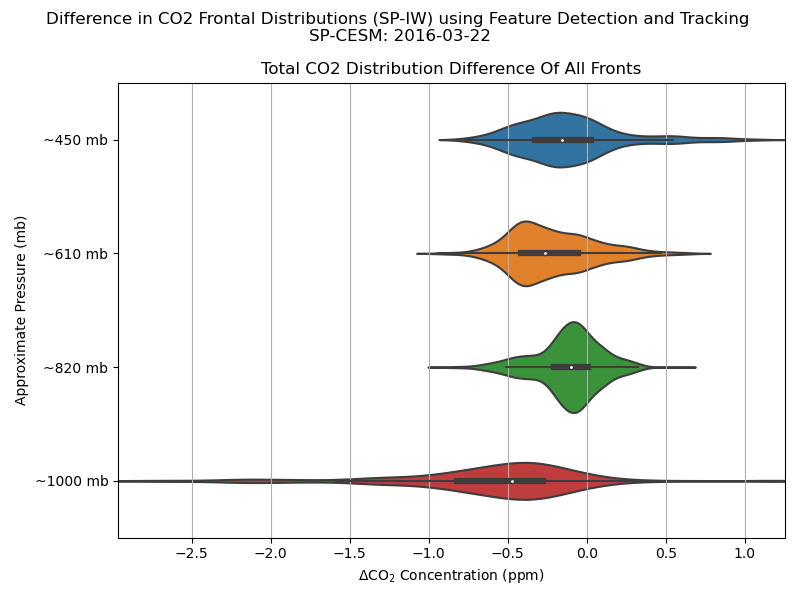 Difference in CO2 Frontal Distributions (SP-IW) using Feature Detection and Tracking
SP-CESM: 2016-03-22
Total CO2 Distribution Difference Of All Fronts
Approximate Pressure (mb)
~450 mb
~610 mb
~820 mb
~1000 mb
−2.5 −2.0 −1.5 −1.0 −0.5 0.0 0.5 1.0
ΔCO₂ Concentration (ppm)